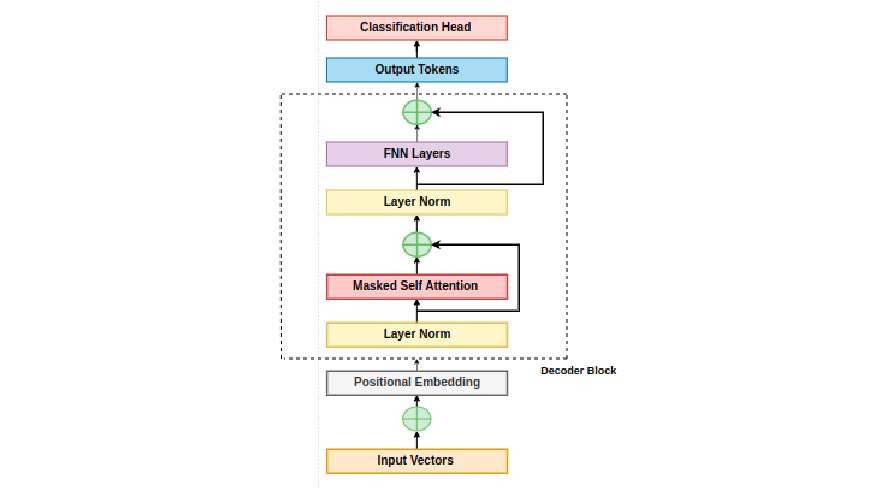 Classification Head
Output Tokens
FNN Layers
Layer Norm
Masked Self Attention
Layer Norm
Decoder Block
Positional Embedding
Input Vectors